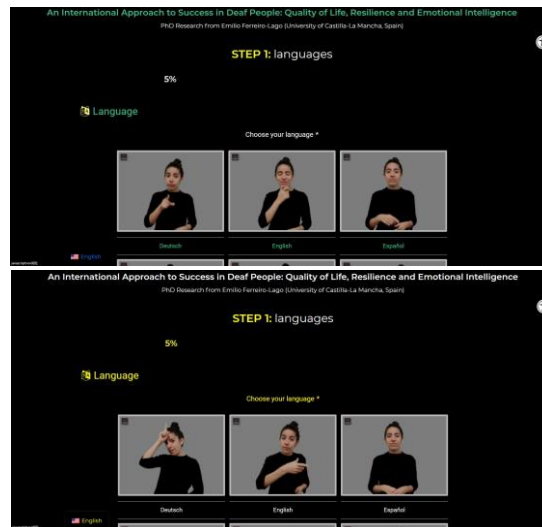 An International Approach to Success in Deaf People: Quality of Life, Resilience and Emotional Intelligence
PhD Research from Emilio Ferreiro-Lago (University of Castilla-La Mancha, Spain)
STEP 1: languages
5%
Language
Choose your language *
Deutsch English Español
English
An International Approach to Success in Deaf People: Quality of Life, Resilience and Emotional Intelligence
PhD Research from Emilio Ferreiro-Lago (University of Castilla-La Mancha, Spain)
STEP 1: languages
5%
Language
Choose your language *
Deutsch English Español
English